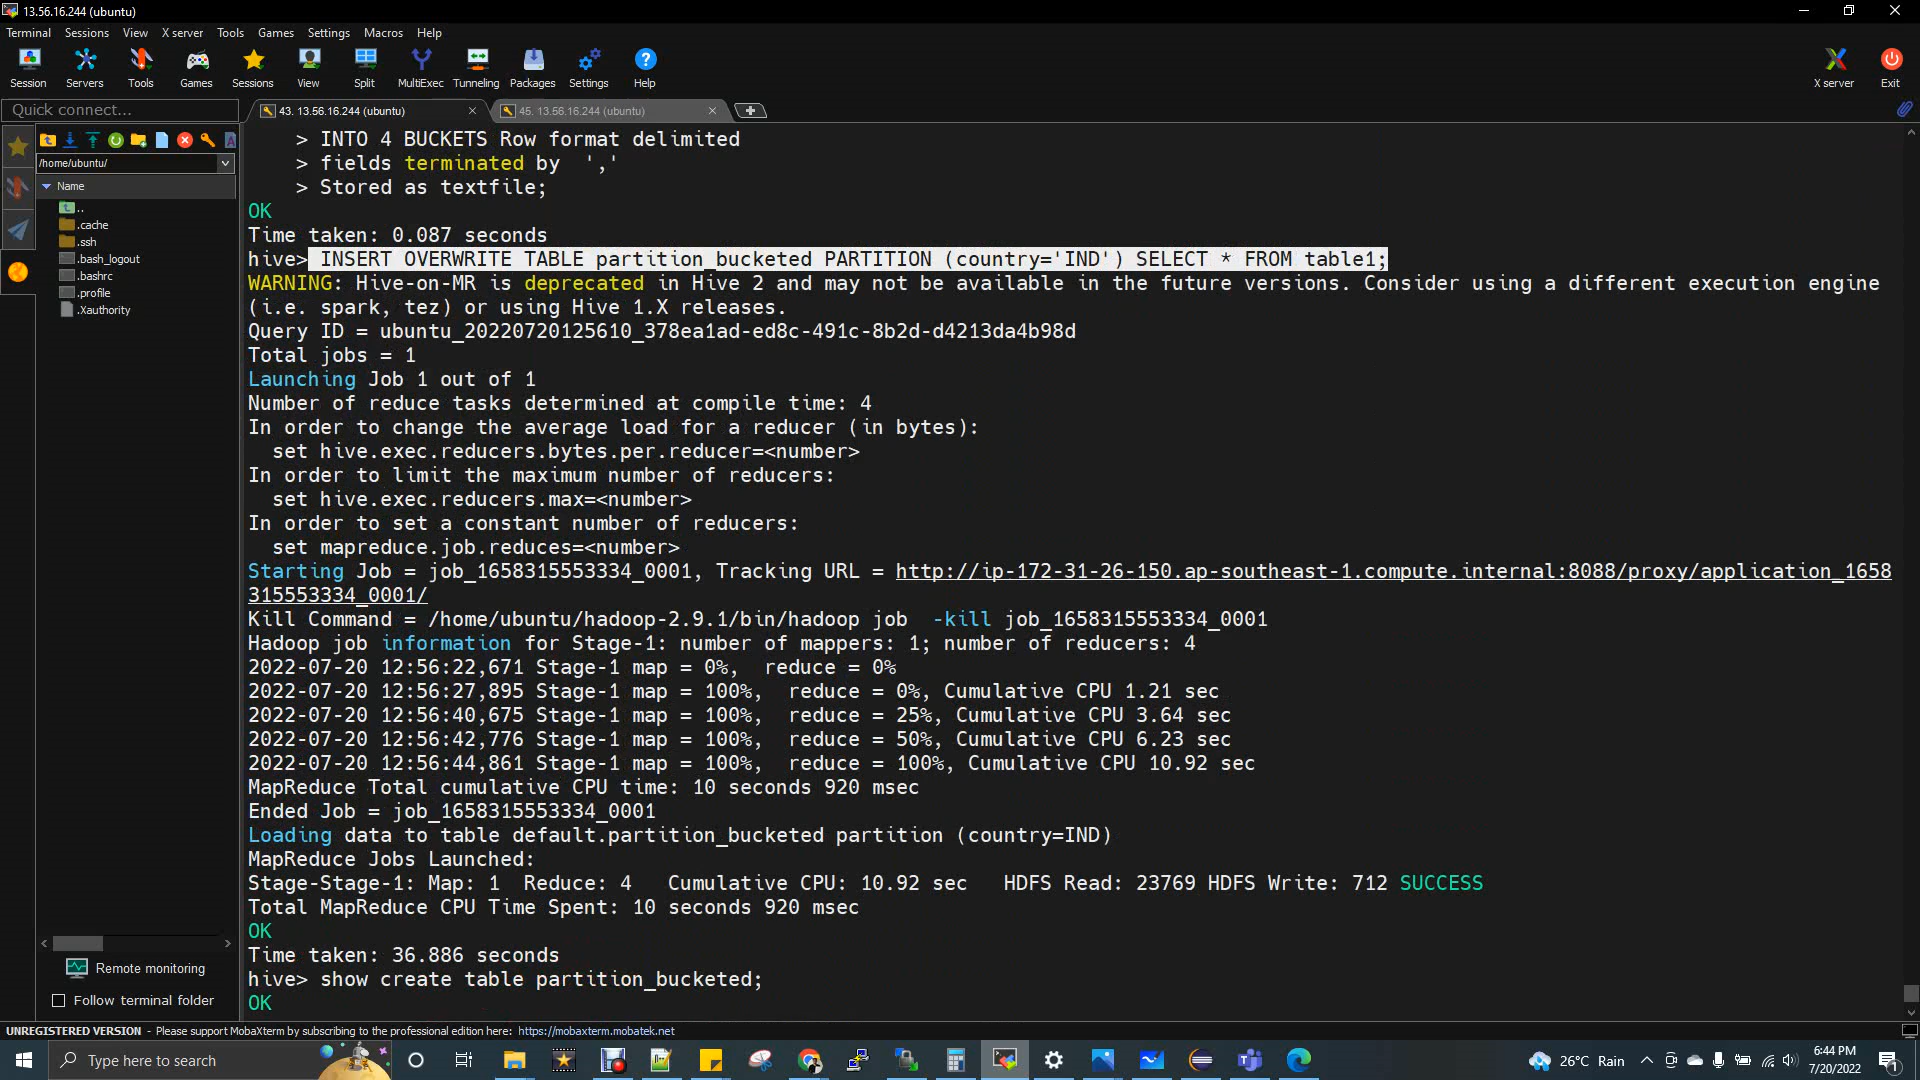 13.56.16.244 (ubuntu)
Terminal Sessions View X server Tools Games Settings Macros Help
Session Servers Tools Games Sessions View Split MultiExec Tunneling Packages Settings Help X server Exit
Quick connect...
43. 13.56.16.244 (ubuntu)
45. 13.56.16.244 (ubuntu)
/home/ubuntu/
Name
..
.cache
.ssh
.bash_logout
.bashrc
.profile
.Xauthority
Remote monitoring
Follow terminal folder
> INTO 4 BUCKETS Row format delimited
> fields terminated by  ','
> Stored as textfile;
OK
Time taken: 0.087 seconds
hive> INSERT OVERWRITE TABLE partition_bucketed PARTITION (country='IND') SELECT * FROM table1;
WARNING: Hive-on-MR is deprecated in Hive 2 and may not be available in the future versions. Consider using a different execution engine
(i.e. spark, tez) or using Hive 1.X releases.
Query ID = ubuntu_20220720125610_378ea1ad-ed8c-491c-8b2d-d4213da4b98d
Total jobs = 1
Launching Job 1 out of 1
Number of reduce tasks determined at compile time: 4
In order to change the average load for a reducer (in bytes):
set hive.exec.reducers.bytes.per.reducer=<number>
In order to limit the maximum number of reducers:
set hive.exec.reducers.max=<number>
In order to set a constant number of reducers:
set mapreduce.job.reduces=<number>
Starting Job = job_1658315553334_0001, Tracking URL = http://ip-172-31-26-150.ap-southeast-1.compute.internal:8088/proxy/application_1658
315553334_0001/
Kill Command = /home/ubuntu/hadoop-2.9.1/bin/hadoop job  -kill job_1658315553334_0001
Hadoop job information for Stage-1: number of mappers: 1; number of reducers: 4
2022-07-20 12:56:22,671 Stage-1 map = 0%,  reduce = 0%
2022-07-20 12:56:27,895 Stage-1 map = 100%,  reduce = 0%, Cumulative CPU 1.21 sec
2022-07-20 12:56:40,675 Stage-1 map = 100%,  reduce = 25%, Cumulative CPU 3.64 sec
2022-07-20 12:56:42,776 Stage-1 map = 100%,  reduce = 50%, Cumulative CPU 6.23 sec
2022-07-20 12:56:44,861 Stage-1 map = 100%,  reduce = 100%, Cumulative CPU 10.92 sec
MapReduce Total cumulative CPU time: 10 seconds 920 msec
Ended Job = job_1658315553334_0001
Loading data to table default.partition_bucketed partition (country=IND)
MapReduce Jobs Launched:
Stage-Stage-1: Map: 1  Reduce: 4   Cumulative CPU: 10.92 sec   HDFS Read: 23769 HDFS Write: 712 SUCCESS
Total MapReduce CPU Time Spent: 10 seconds 920 msec
OK
Time taken: 36.886 seconds
hive> show create table partition_bucketed;
OK
UNREGISTERED VERSION - Please support MobaXterm by subscribing to the professional edition here: https://mobaxterm.mobatek.net
Type here to search
26°C Rain
6:44 PM
7/20/2022
1